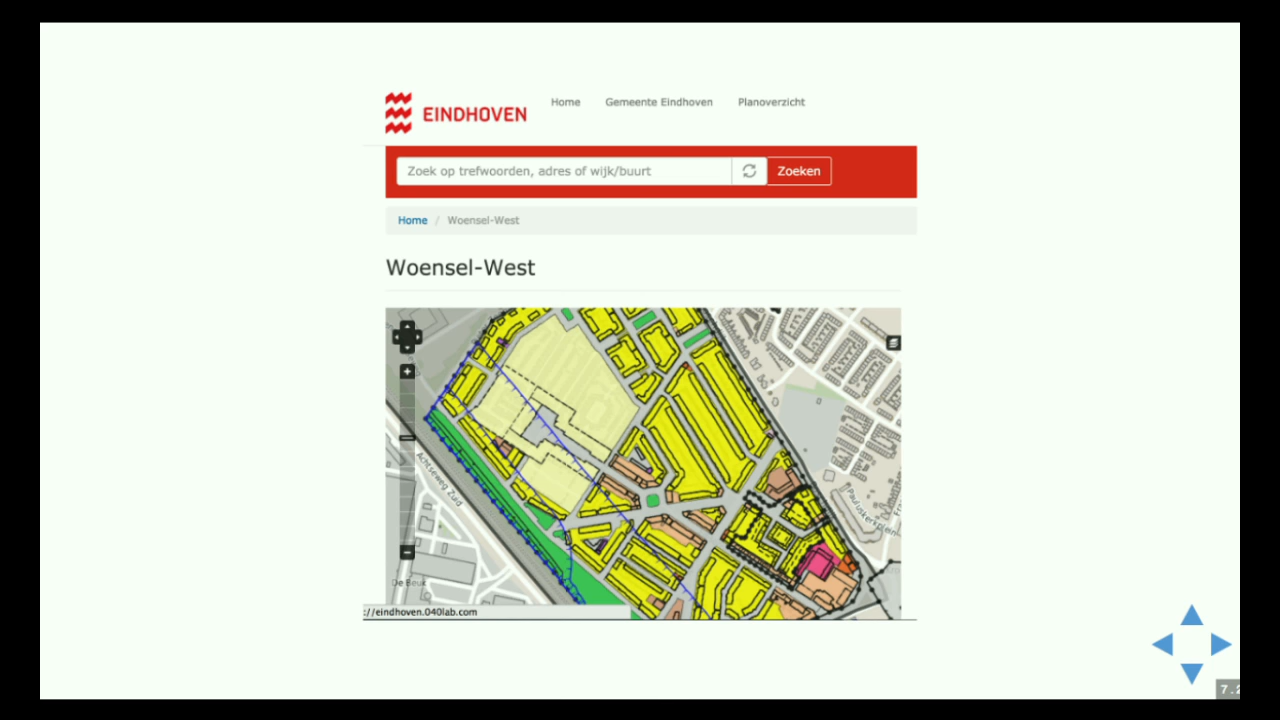 EINDHOVEN
Home Gemeente Eindhoven Planoverzicht
Zoek op trefwoorden, adres of wijk/buurt Zoeken
Home / Woensel-West
Woensel-West
Achtseweg Zuid
De Beuk
://eindhoven.040lab.com